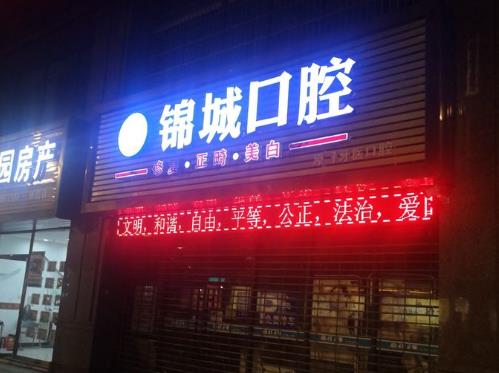 园房产
锦城口腔
修复·正畸·美白
文明，和谐，自由，平等，公正，法治，爱国